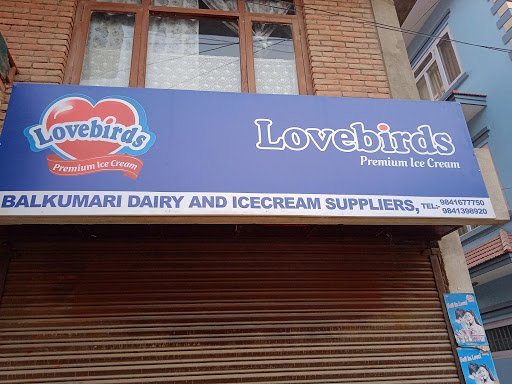 Lovebirds
Premium Ice Cream
Lovebirds
Premium Ice Cream
BALKUMARI DAIRY AND ICECREAM SUPPLIERS, TEL:- 9841677750
9841398920